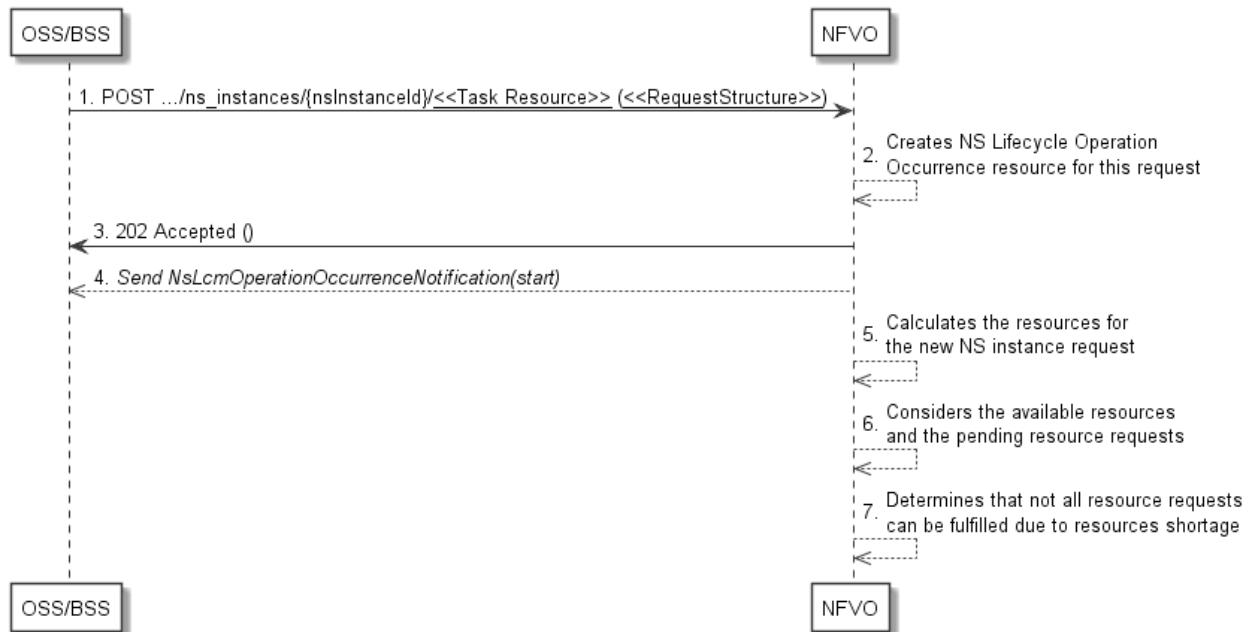 OSS/BSS NFVO
1. POST .../ns_instances/{nsInstanceId}/<<Task Resource>> (<<RequestStructure>>)
2. Creates NS Lifecycle Operation
Occurrence resource for this request
3. 202 Accepted ()
4. Send NsLcmOperationOccurrenceNotification(start)
5. Calculates the resources for
the new NS instance request
6. Considers the available resources
and the pending resource requests
7. Determines that not all resource requests
can be fulfilled due to resources shortage
OSS/BSS NFVO